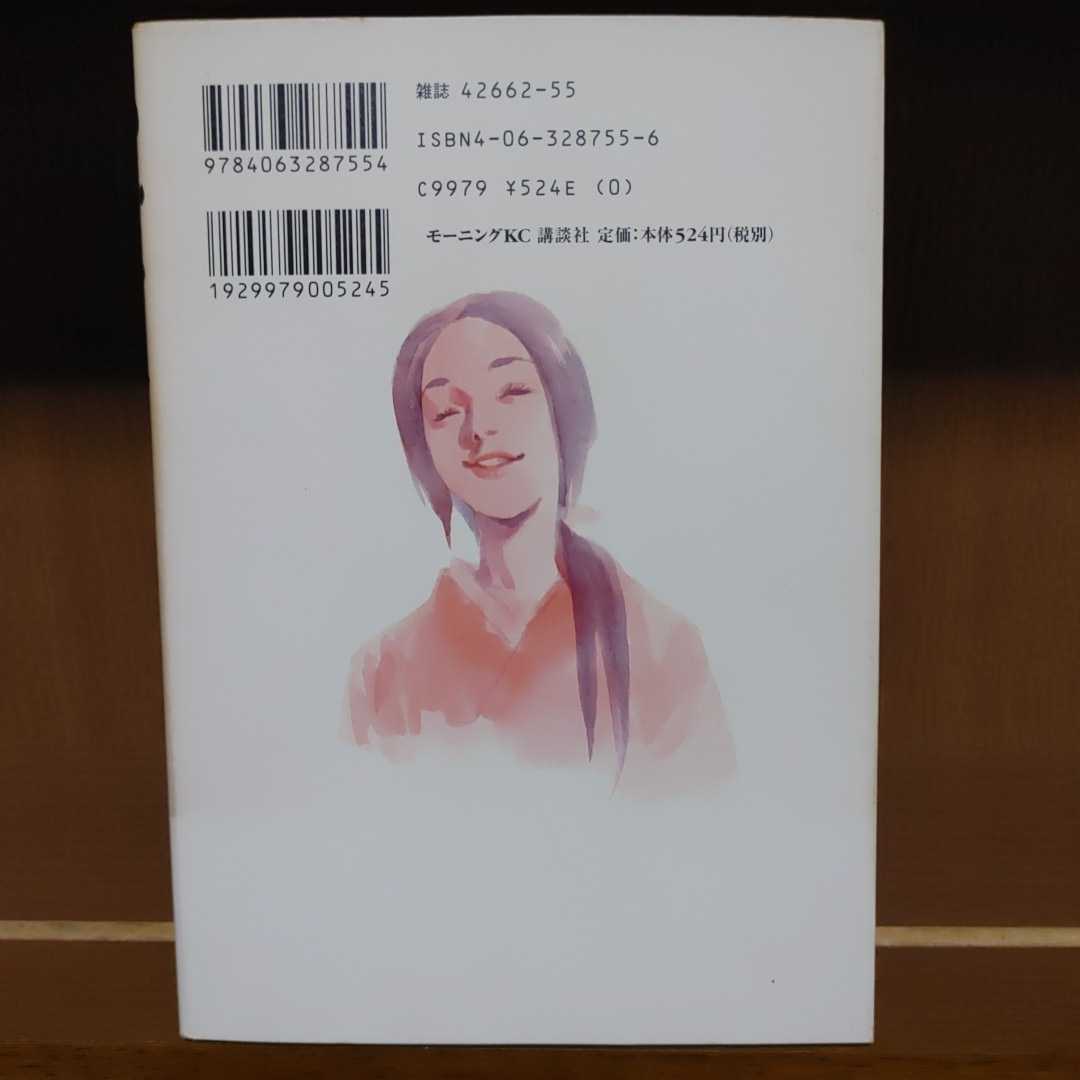 9784063287554
1929979005245
雑誌 42662-55
ISBN4-06-328755-6
C9979 ¥524E (0)
モーニングKC 講談社 定価：本体524円（税別）